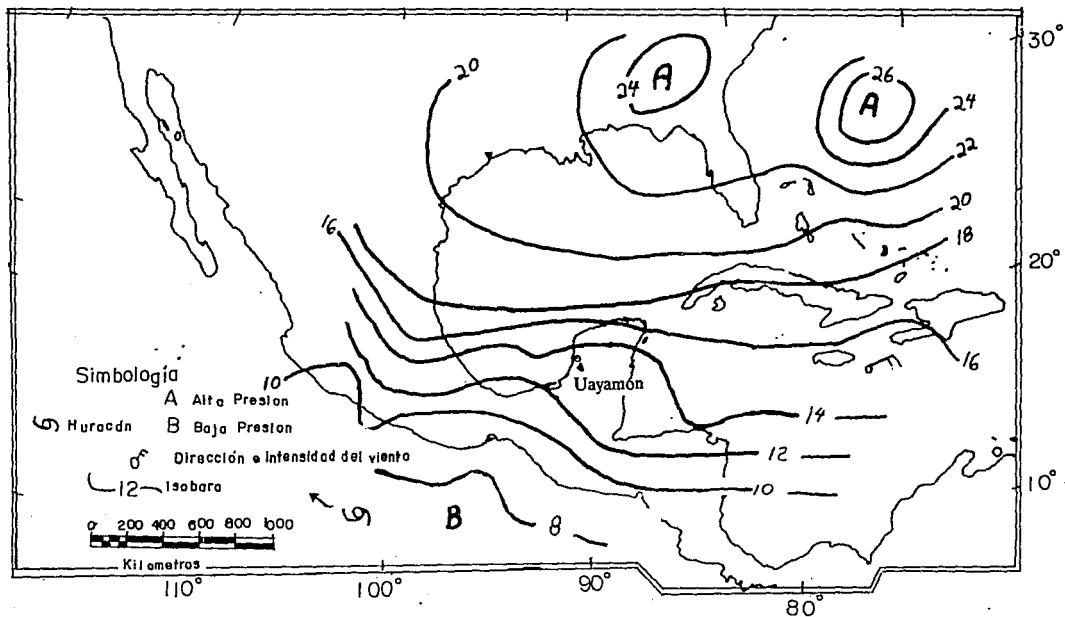 30°
20
24
A
26
A
24
22
20
18
16
20°
16
Uayamón
14
12
10
8
B
10
10°
Simbología
A Alta Presion
Huracán B Baja Presion
Dirección e Intensidad del viento
12 Isobara
0 200 400 600 800 1000
Kilometros
110° 100° 90° 80°